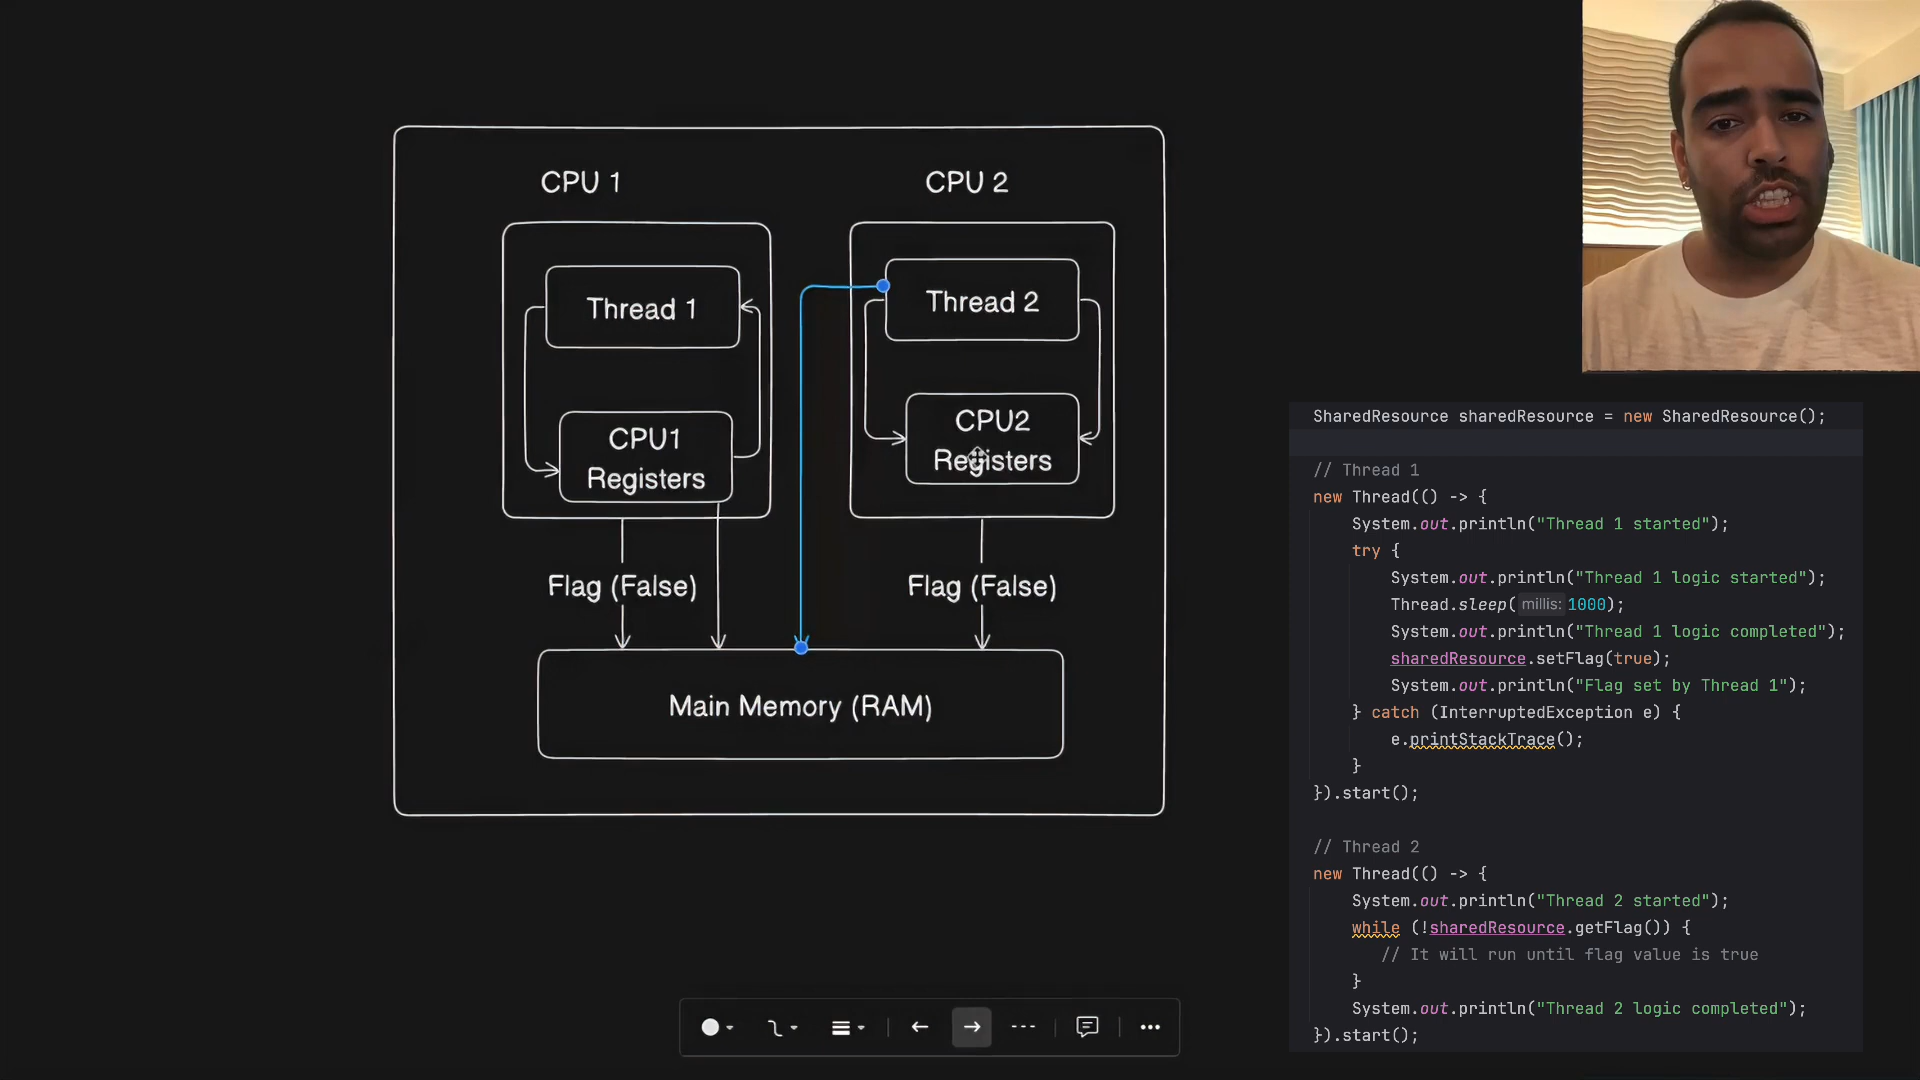 CPU 1
CPU 2
Thread 1
Thread 2
CPU1
Registers
CPU2
Registers
Flag (False)
Flag (False)
Main Memory (RAM)
SharedResource sharedResource = new SharedResource();
// Thread 1
new Thread(() -> {
System.out.println("Thread 1 started");
try {
System.out.println("Thread 1 logic started");
Thread.sleep( millis: 1000);
System.out.println("Thread 1 logic completed");
sharedResource.setFlag(true);
System.out.println("Flag set by Thread 1");
} catch (InterruptedException e) {
e.printStackTrace();
}
}).start();
// Thread 2
new Thread(() -> {
System.out.println("Thread 2 started");
while (!sharedResource.getFlag()) {
// It will run until flag value is true
}
System.out.println("Thread 2 logic completed");
}).start();